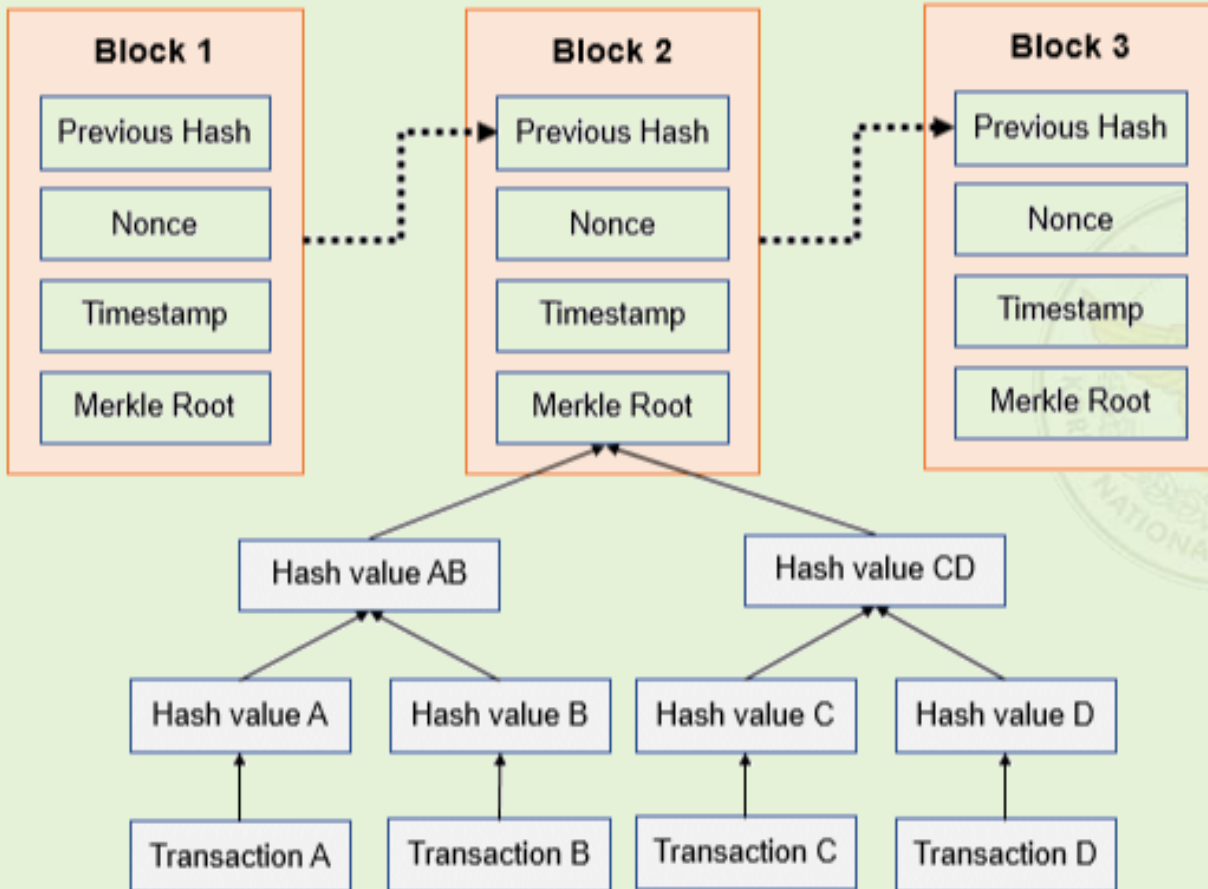 Block 1
Previous Hash
Nonce
Timestamp
Merkle Root
Block 2
Previous Hash
Nonce
Timestamp
Merkle Root
Block 3
Previous Hash
Nonce
Timestamp
Merkle Root
Hash value AB
Hash value CD
Hash value A
Hash value B
Hash value C
Hash value D
Transaction A
Transaction B
Transaction C
Transaction D
NATIONA